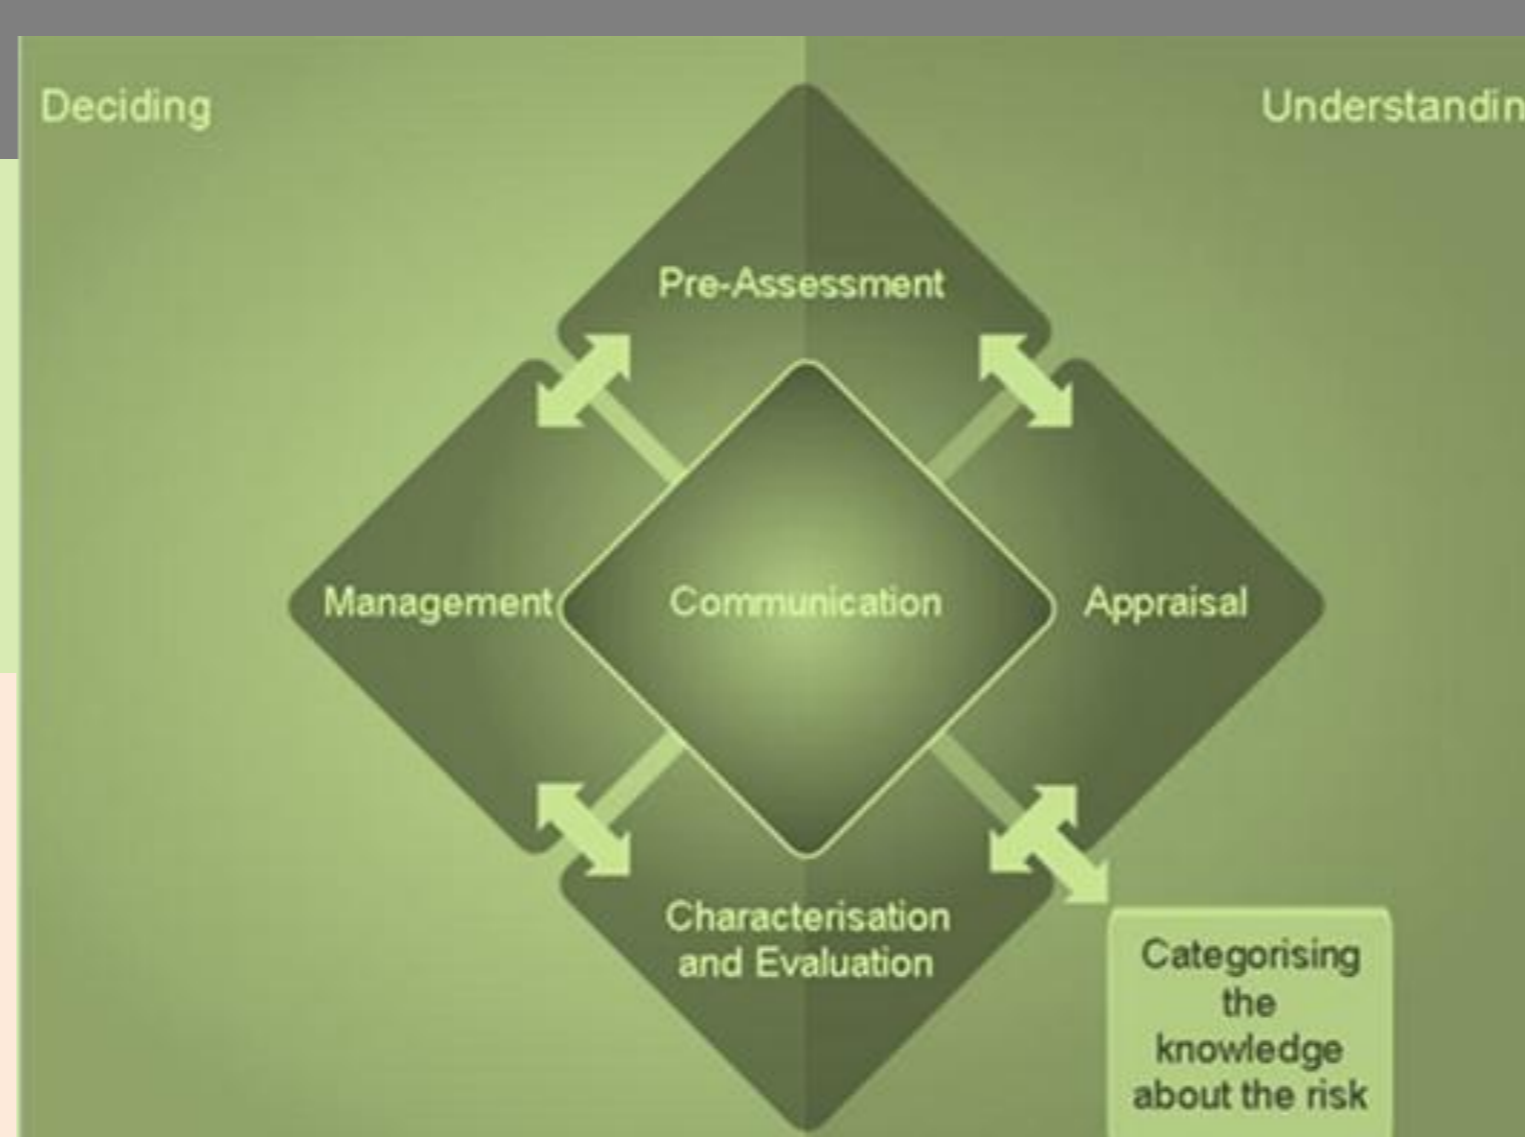 Deciding
Understandin
Pre-Assessment
Management
Communication
Appraisal
Characterisation
and Evaluation
Categorising
the
knowledge
about the risk